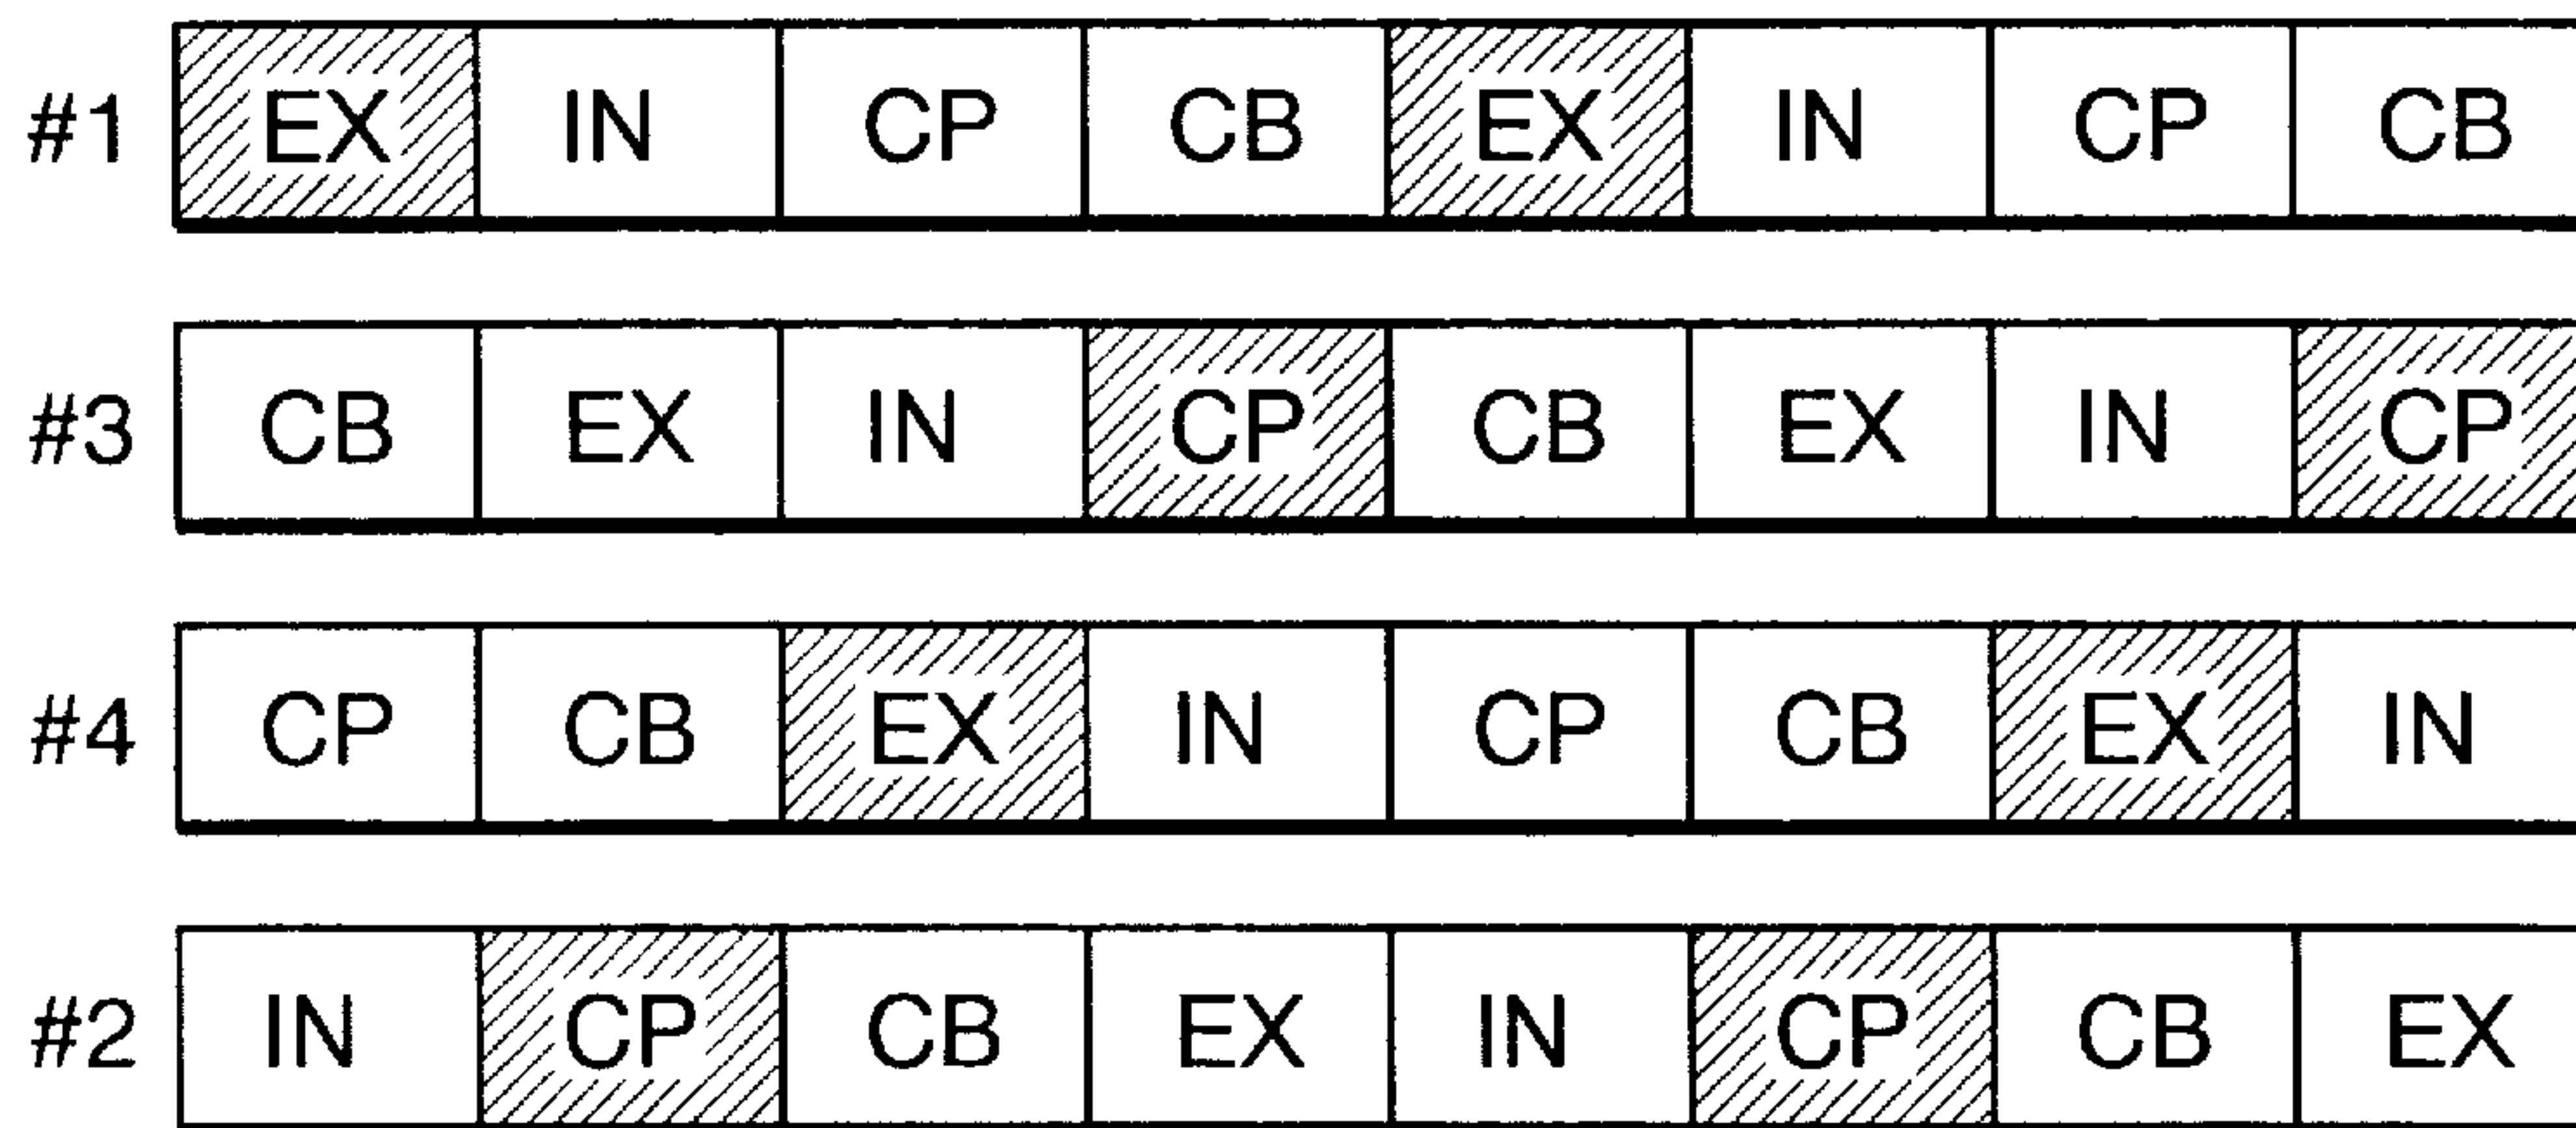 #1 EX IN CP CB EX IN CP CB
#3 CB EX IN CP CB EX IN CP
#4 CP CB EX IN CP CB EX IN
#2 IN CP CB EX IN CP CB EX